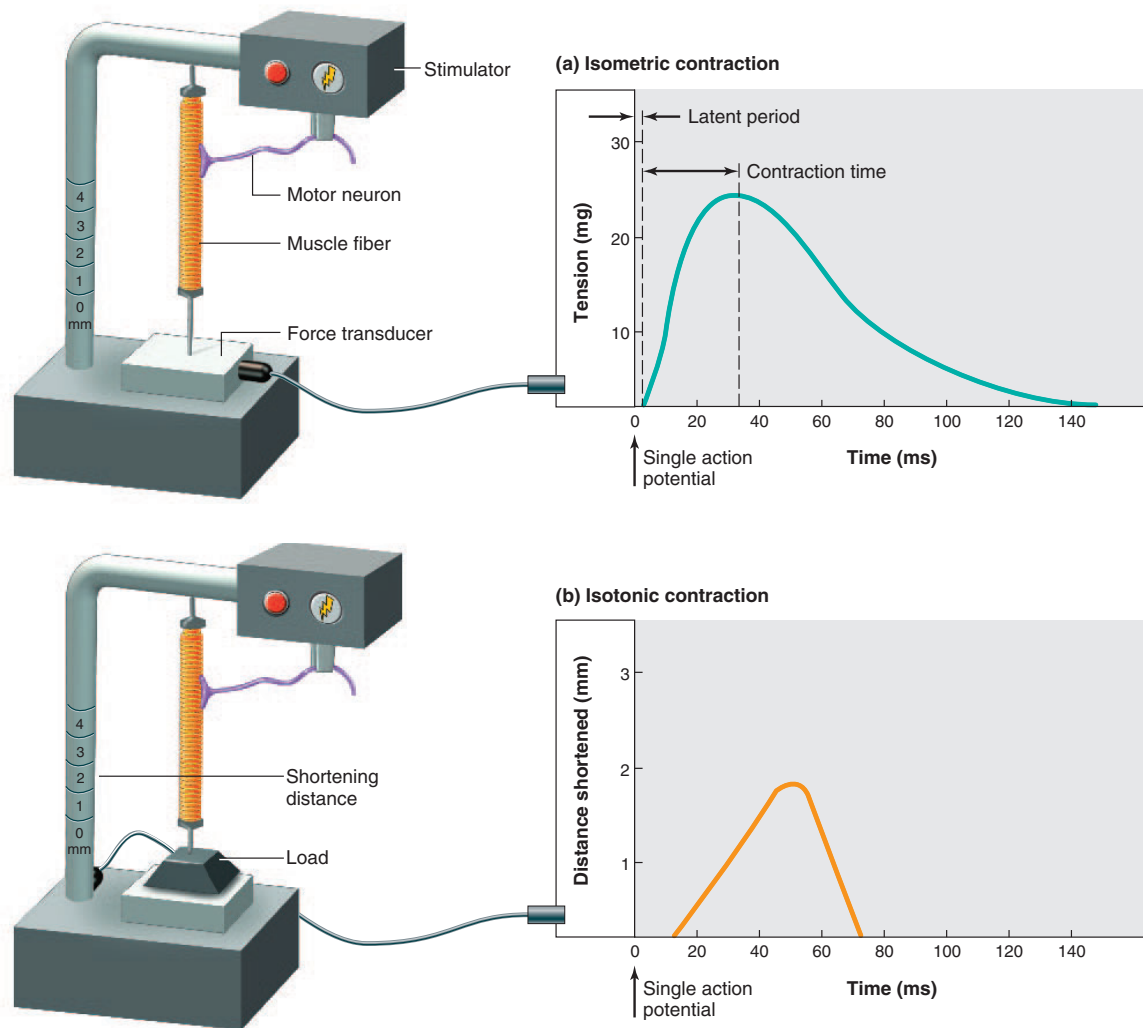 Stimulator
Motor neuron
Muscle fiber
Force transducer
4
3
2
1
0
mm
(a) Isometric contraction
Latent period
Contraction time
Tension (mg)
30
20
10
0 20 40 60 80 100 120 140
Time (ms)
Single action
potential
4
3
2
1
0
mm
Shortening
distance
Load
(b) Isotonic contraction
Distance shortened (mm)
3
2
1
0 20 40 60 80 100 120 140
Time (ms)
Single action
potential